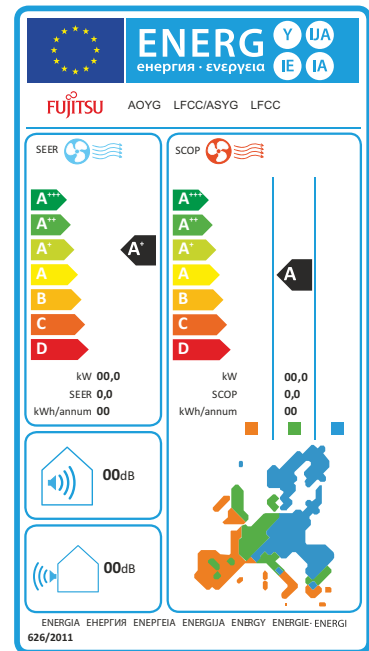 ENERG Y IJA
енергия · ενεργεια IE IA
FUJITSU AOYG LFCC/ASYG LFCC
SEER
A+++
A++
A+
A
B
C
D
A+
kW 00,0
SEER 0,0
kWh/annum 00
SCOP
A+++
A++
A+
A
B
C
D
A
kW 00,0
SCOP 0,0
kWh/annum 00
00dB
00dB
ENERGIA ЕНЕРГИЯ ΕΝΕΡΓΕΙΑ ENERGIJA ENERGY ENERGIE- ENERGI
626/2011